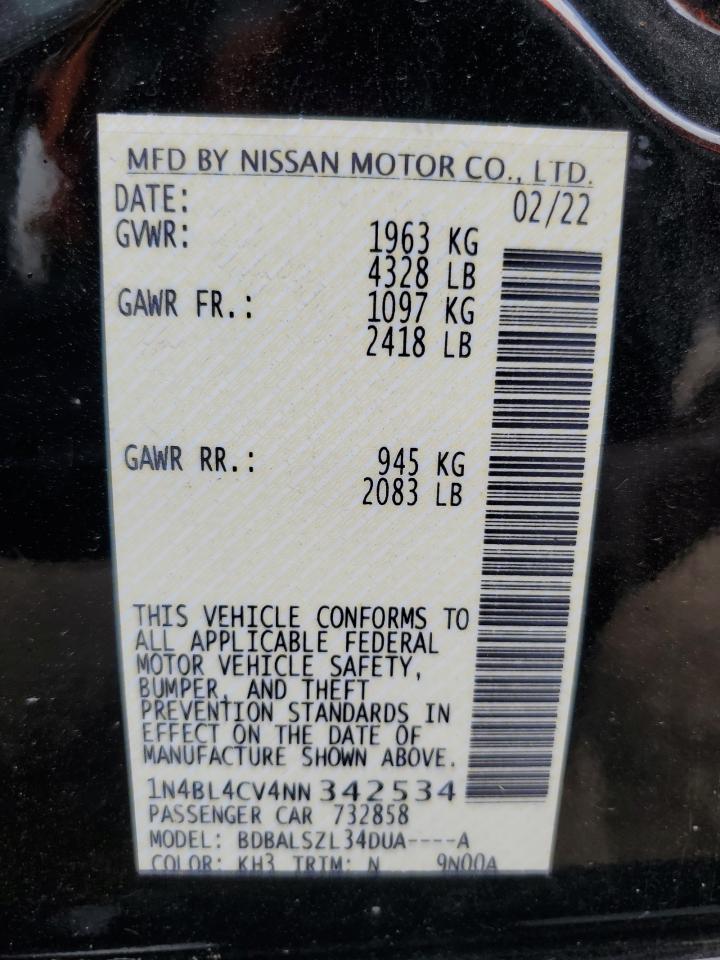 MFD BY NISSAN MOTOR CO., LTD.
DATE: 02/22
GVWR: 1963 KG
4328 LB
GAWR FR.: 1097 KG
2418 LB
GAWR RR.: 945 KG
2083 LB
THIS VEHICLE CONFORMS TO
ALL APPLICABLE FEDERAL
MOTOR VEHICLE SAFETY,
BUMPER, AND THEFT
PREVENTION STANDARDS IN
EFFECT ON THE DATE OF
MANUFACTURE SHOWN ABOVE.
1N4BL4CV4NN 342534
PASSENGER CAR 732858
MODEL: BDBALSZL34DUA----A
COLOR: KH3 TRIM: N 9N00A